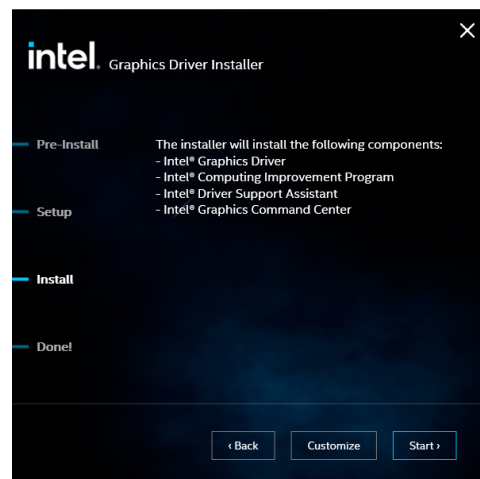 intel. Graphics Driver Installer
Pre-Install
Setup
Install
Done!
The installer will install the following components:
- Intel® Graphics Driver
- Intel® Computing Improvement Program
- Intel® Driver Support Assistant
- Intel® Graphics Command Center
‹ Back
Customize
Start ›